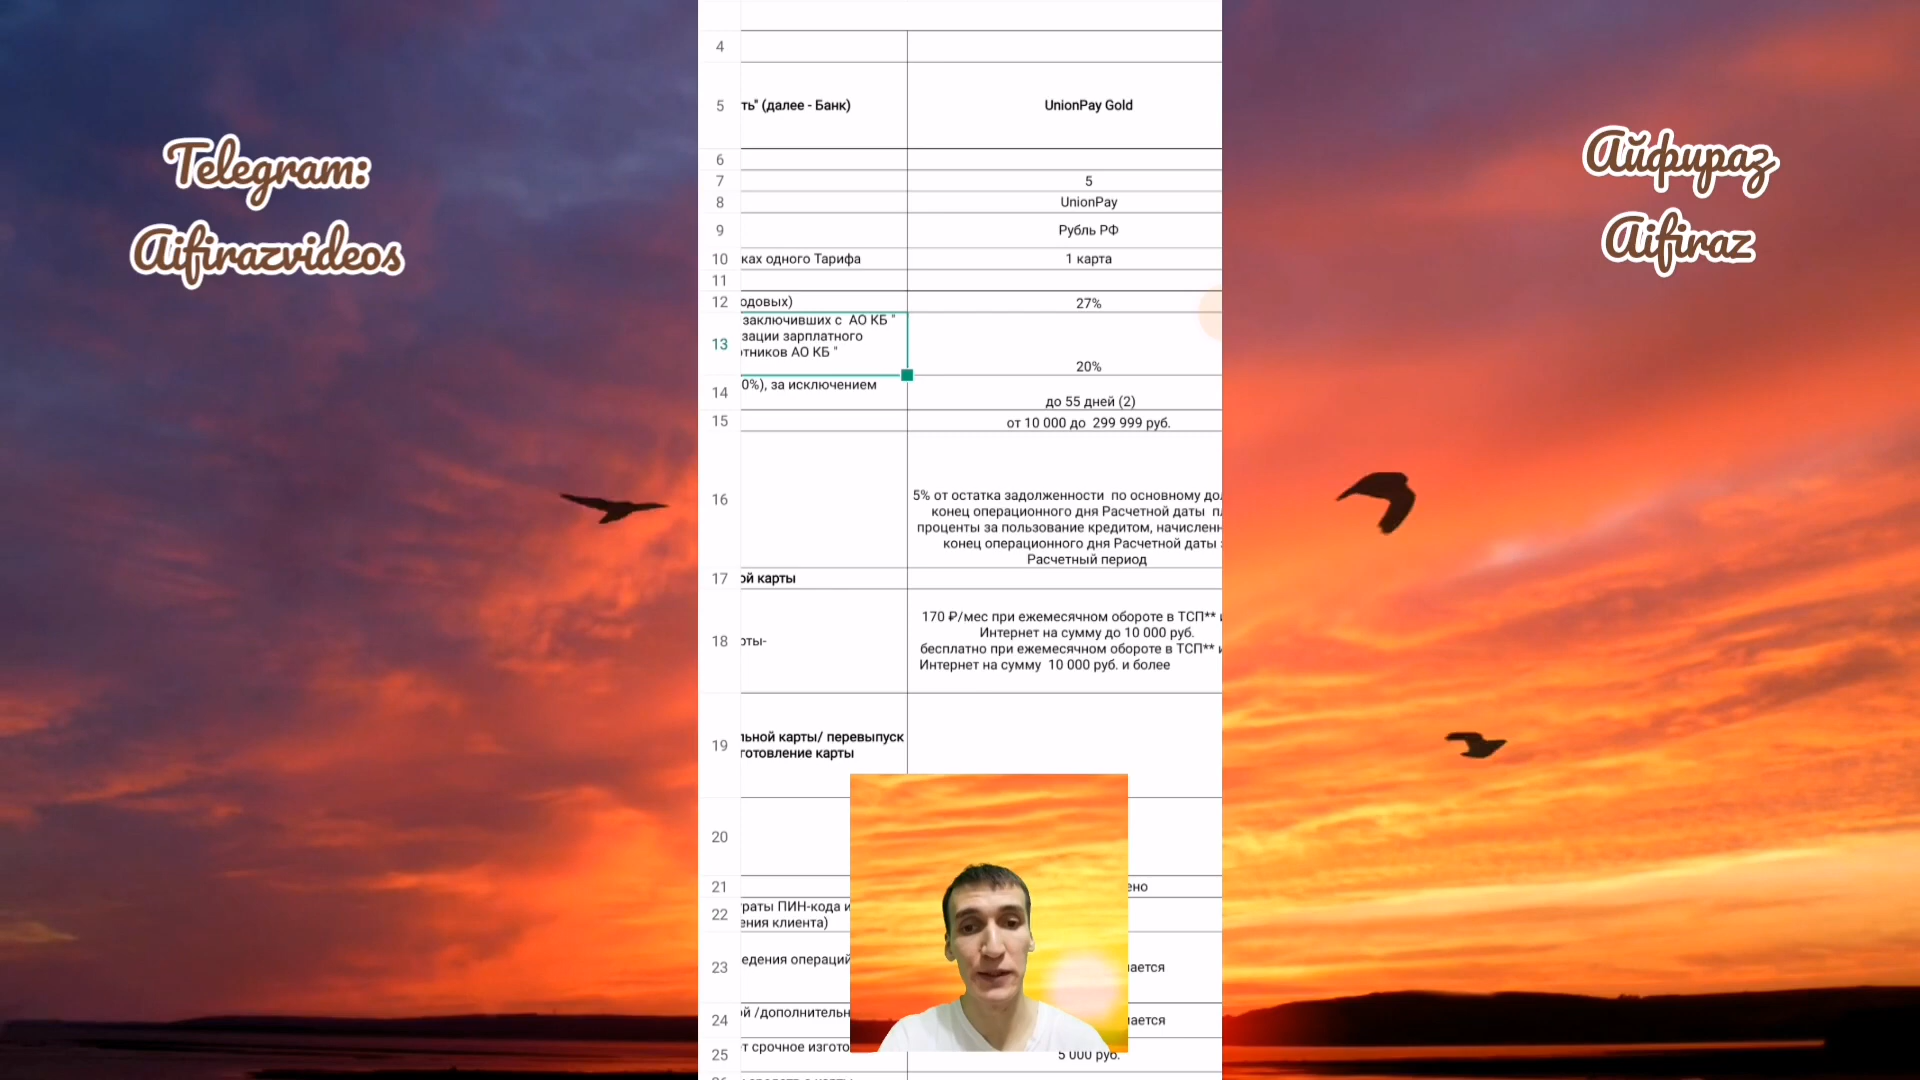 Telegram:
Aifirazvideos
Айфираз
Aifiraz
4
5 ть" (далее - Банк) UnionPay Gold
6
7 5
8 UnionPay
9 Рубль РФ
10 ках одного Тарифа 1 карта
11
12 одовых) 27%
заключивших с АО КБ "
13 зации зарплатного
тников АО КБ "
20%
0%), за исключением
14 до 55 дней (2)
15 от 10 000 до 299 999 руб.
16 5% от остатка задолженности по основному до
конец операционного дня Расчетной даты
проценты за пользование кредитом, начислен
конец операционного дня Расчетной даты
Расчетный период
17 ой карты
170 ₽/мес при ежемесячном обороте в ТСП**
Интернет на сумму до 10 000 руб.
18 рты-
бесплатно при ежемесячном обороте в ТСП**
Интернет на сумму 10 000 руб. и более
19 льной карты/ перевыпуск
готовление карты
20
21 ено
22 раты ПИН-кода и
ения клиента)
23 едения операций ается
24 ой /дополнительн ается
25 т срочное изгото 5 000 руб.